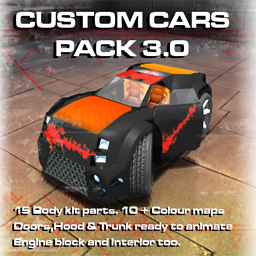 CUSTOM CARS
PACK 3.0
15 Body kit parts. 10 + Colour maps
Doors,Hood & Trunk ready to animate
Engine block and Interior too.